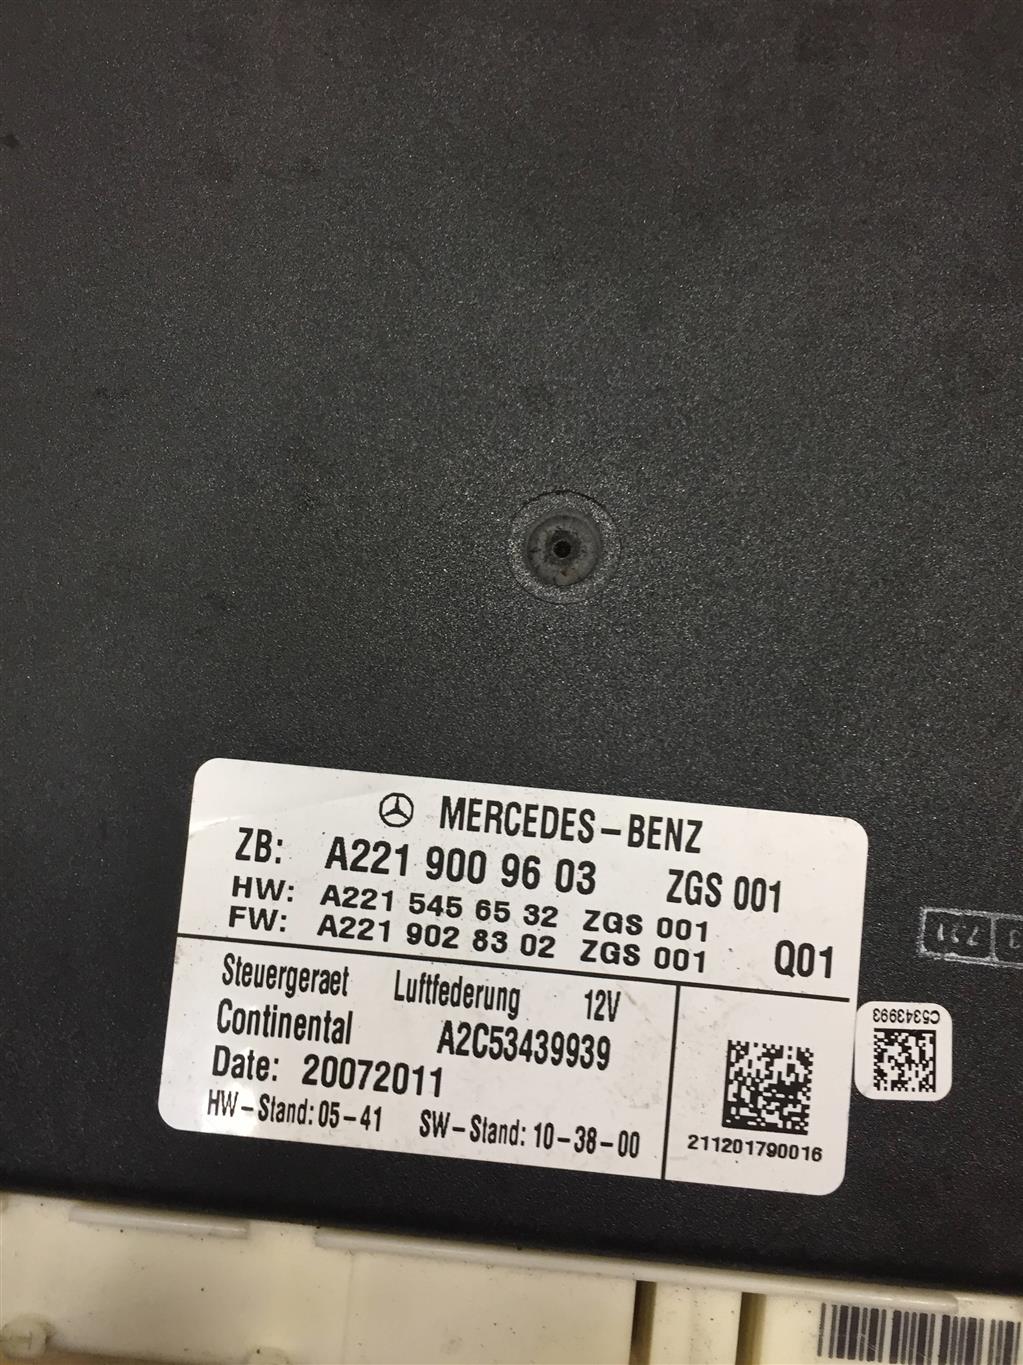 MERCEDES-BENZ
ZB: A221 900 96 03 ZGS 001
HW: A221 545 65 32 ZGS 001
FW: A221 902 83 02 ZGS 001 Q01
Steuergeraet Luftfederung 12V
Continental A2C53439939
Date: 20072011
HW-Stand: 05-41 SW-Stand: 10-38-00
211201790016
C5343993